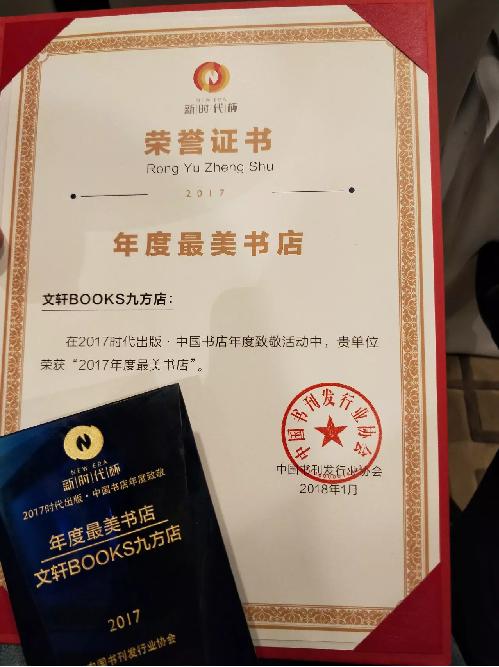 NEW ERA
新时代杯
荣誉证书
Rong Yu Zheng Shu
2017
年度最美书店
文轩BOOKS九方店：
在2017时代出版·中国书店年度致敬活动中，贵单位
荣获“2017年度最美书店”。
中国书刊发行业协会
中国书刊发行业协会
2018年1月
NEW ERA
新时代杯
2017时代出版·中国书店年度致敬
年度最美书店
文轩BOOKS九方店
2017
中国书刊发行业协会